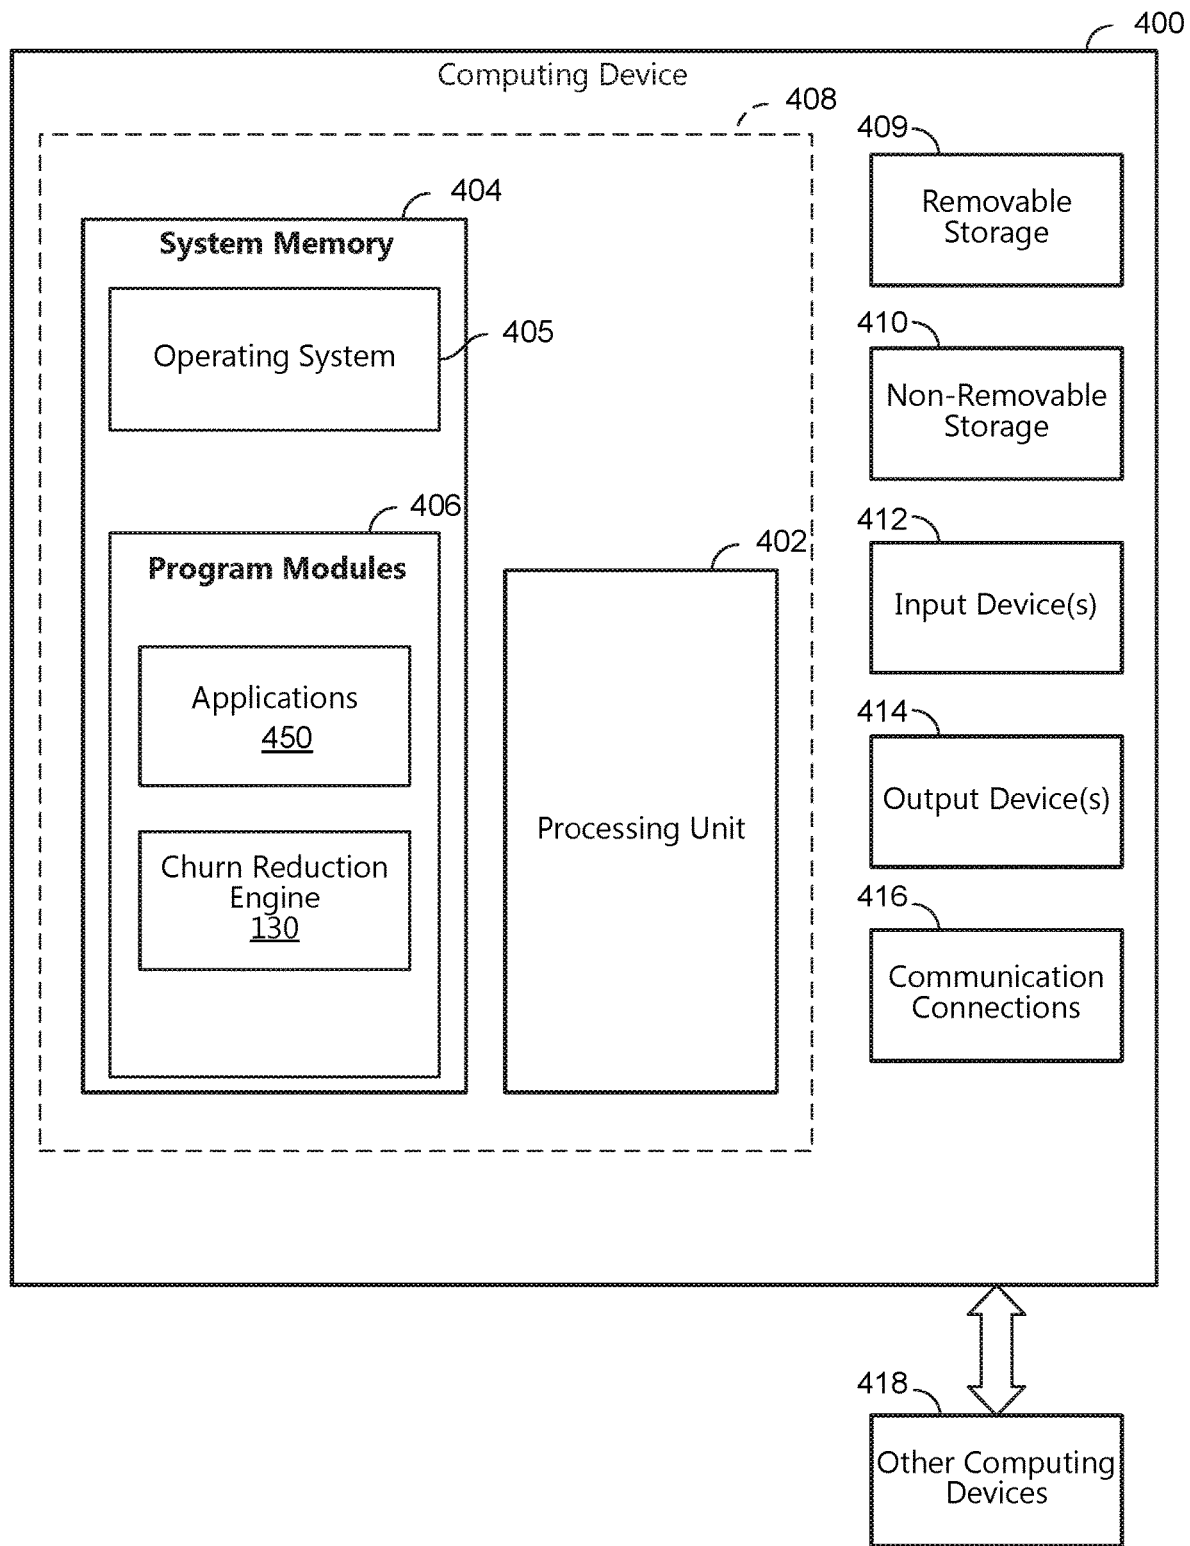 400
Computing Device
408
409
Removable
Storage
404
System Memory
Operating System
405
410
Non-Removable
Storage
406
Program Modules
Applications
450
Churn Reduction
Engine
130
402
Processing Unit
412
Input Device(s)
414
Output Device(s)
416
Communication
Connections
418
Other Computing
Devices